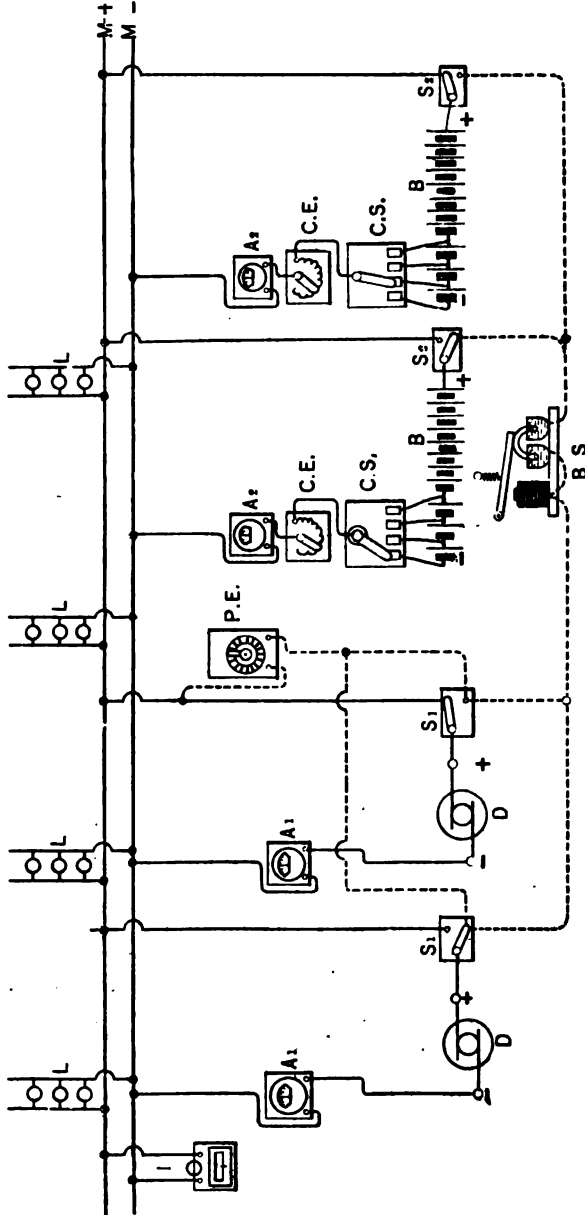 M +
M -
L
L
L
L
I
A1
A1
P.E.
A2
A2
C.E.
C.E.
C.S.
C.S.
B
B
S1
S1
S2
S2
+
+
+
+
-
-
-
-
D
D
B S